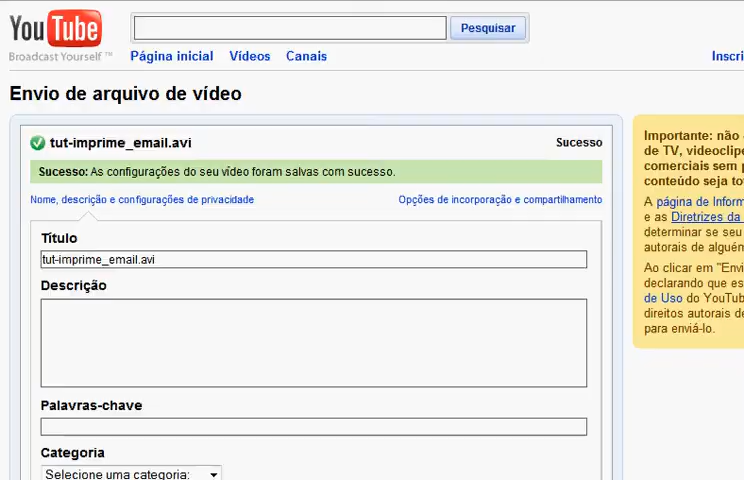 YouTube
Broadcast Yourself ™
Pesquisar
Página inicial
Vídeos
Canais
Inscri
Envio de arquivo de vídeo
tut-imprime_email.avi
Sucesso
Sucesso: As configurações do seu vídeo foram salvas com sucesso.
Nome, descrição e configurações de privacidade
Opções de incorporação e compartilhamento
Título
tut-imprime_email.avi
Descrição
Palavras-chave
Categoria
Selecione uma categoria:
Importante: não
de TV, videoclipe
comerciais sem p
conteúdo seja to
A página de Inform
e as Diretrizes da
determinar se seu
autorais de alguém
Ao clicar em "Envi
declarando que es
de Uso do YouTub
direitos autorais de
para enviá-lo.